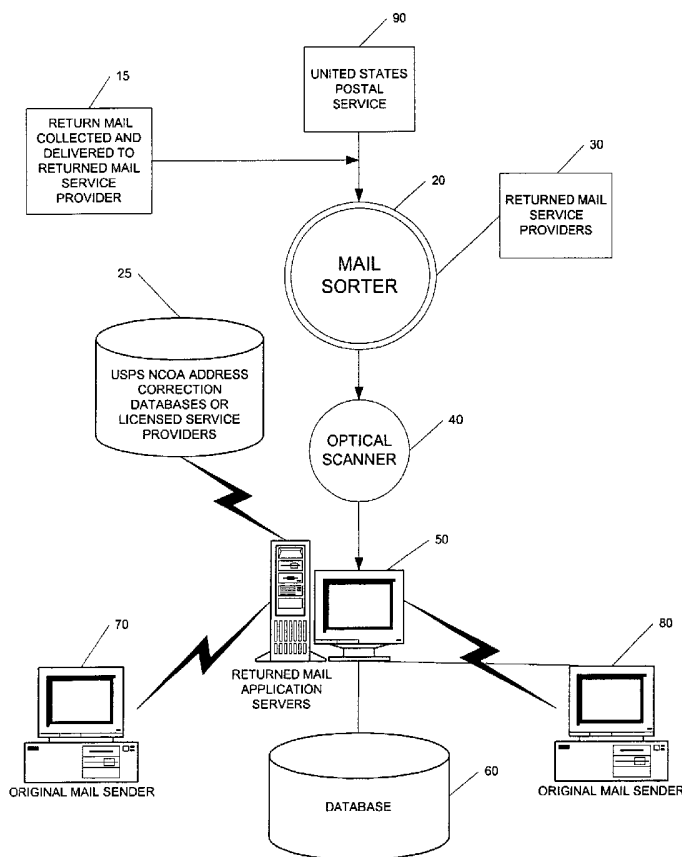 90
UNITED STATES
POSTAL
SERVICE
15
RETURN MAIL
COLLECTED AND
DELIVERED TO
RETURNED MAIL
SERVICE
PROVIDER
30
RETURNED MAIL
SERVICE
PROVIDERS
20
MAIL
SORTER
25
USPS NCOA ADDRESS
CORRECTION
DATABASES OR
LICENSED SERVICE
PROVIDERS
40
OPTICAL
SCANNER
50
RETURNED MAIL
APPLICATION
SERVERS
70
ORIGINAL MAIL SENDER
80
ORIGINAL MAIL SENDER
60
DATABASE